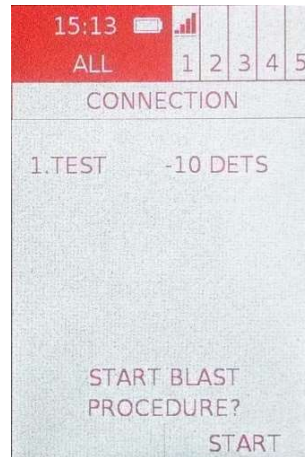 15:13
ALL 1 2 3 4 5
CONNECTION
1.TEST -10 DETS
START BLAST
PROCEDURE?
START